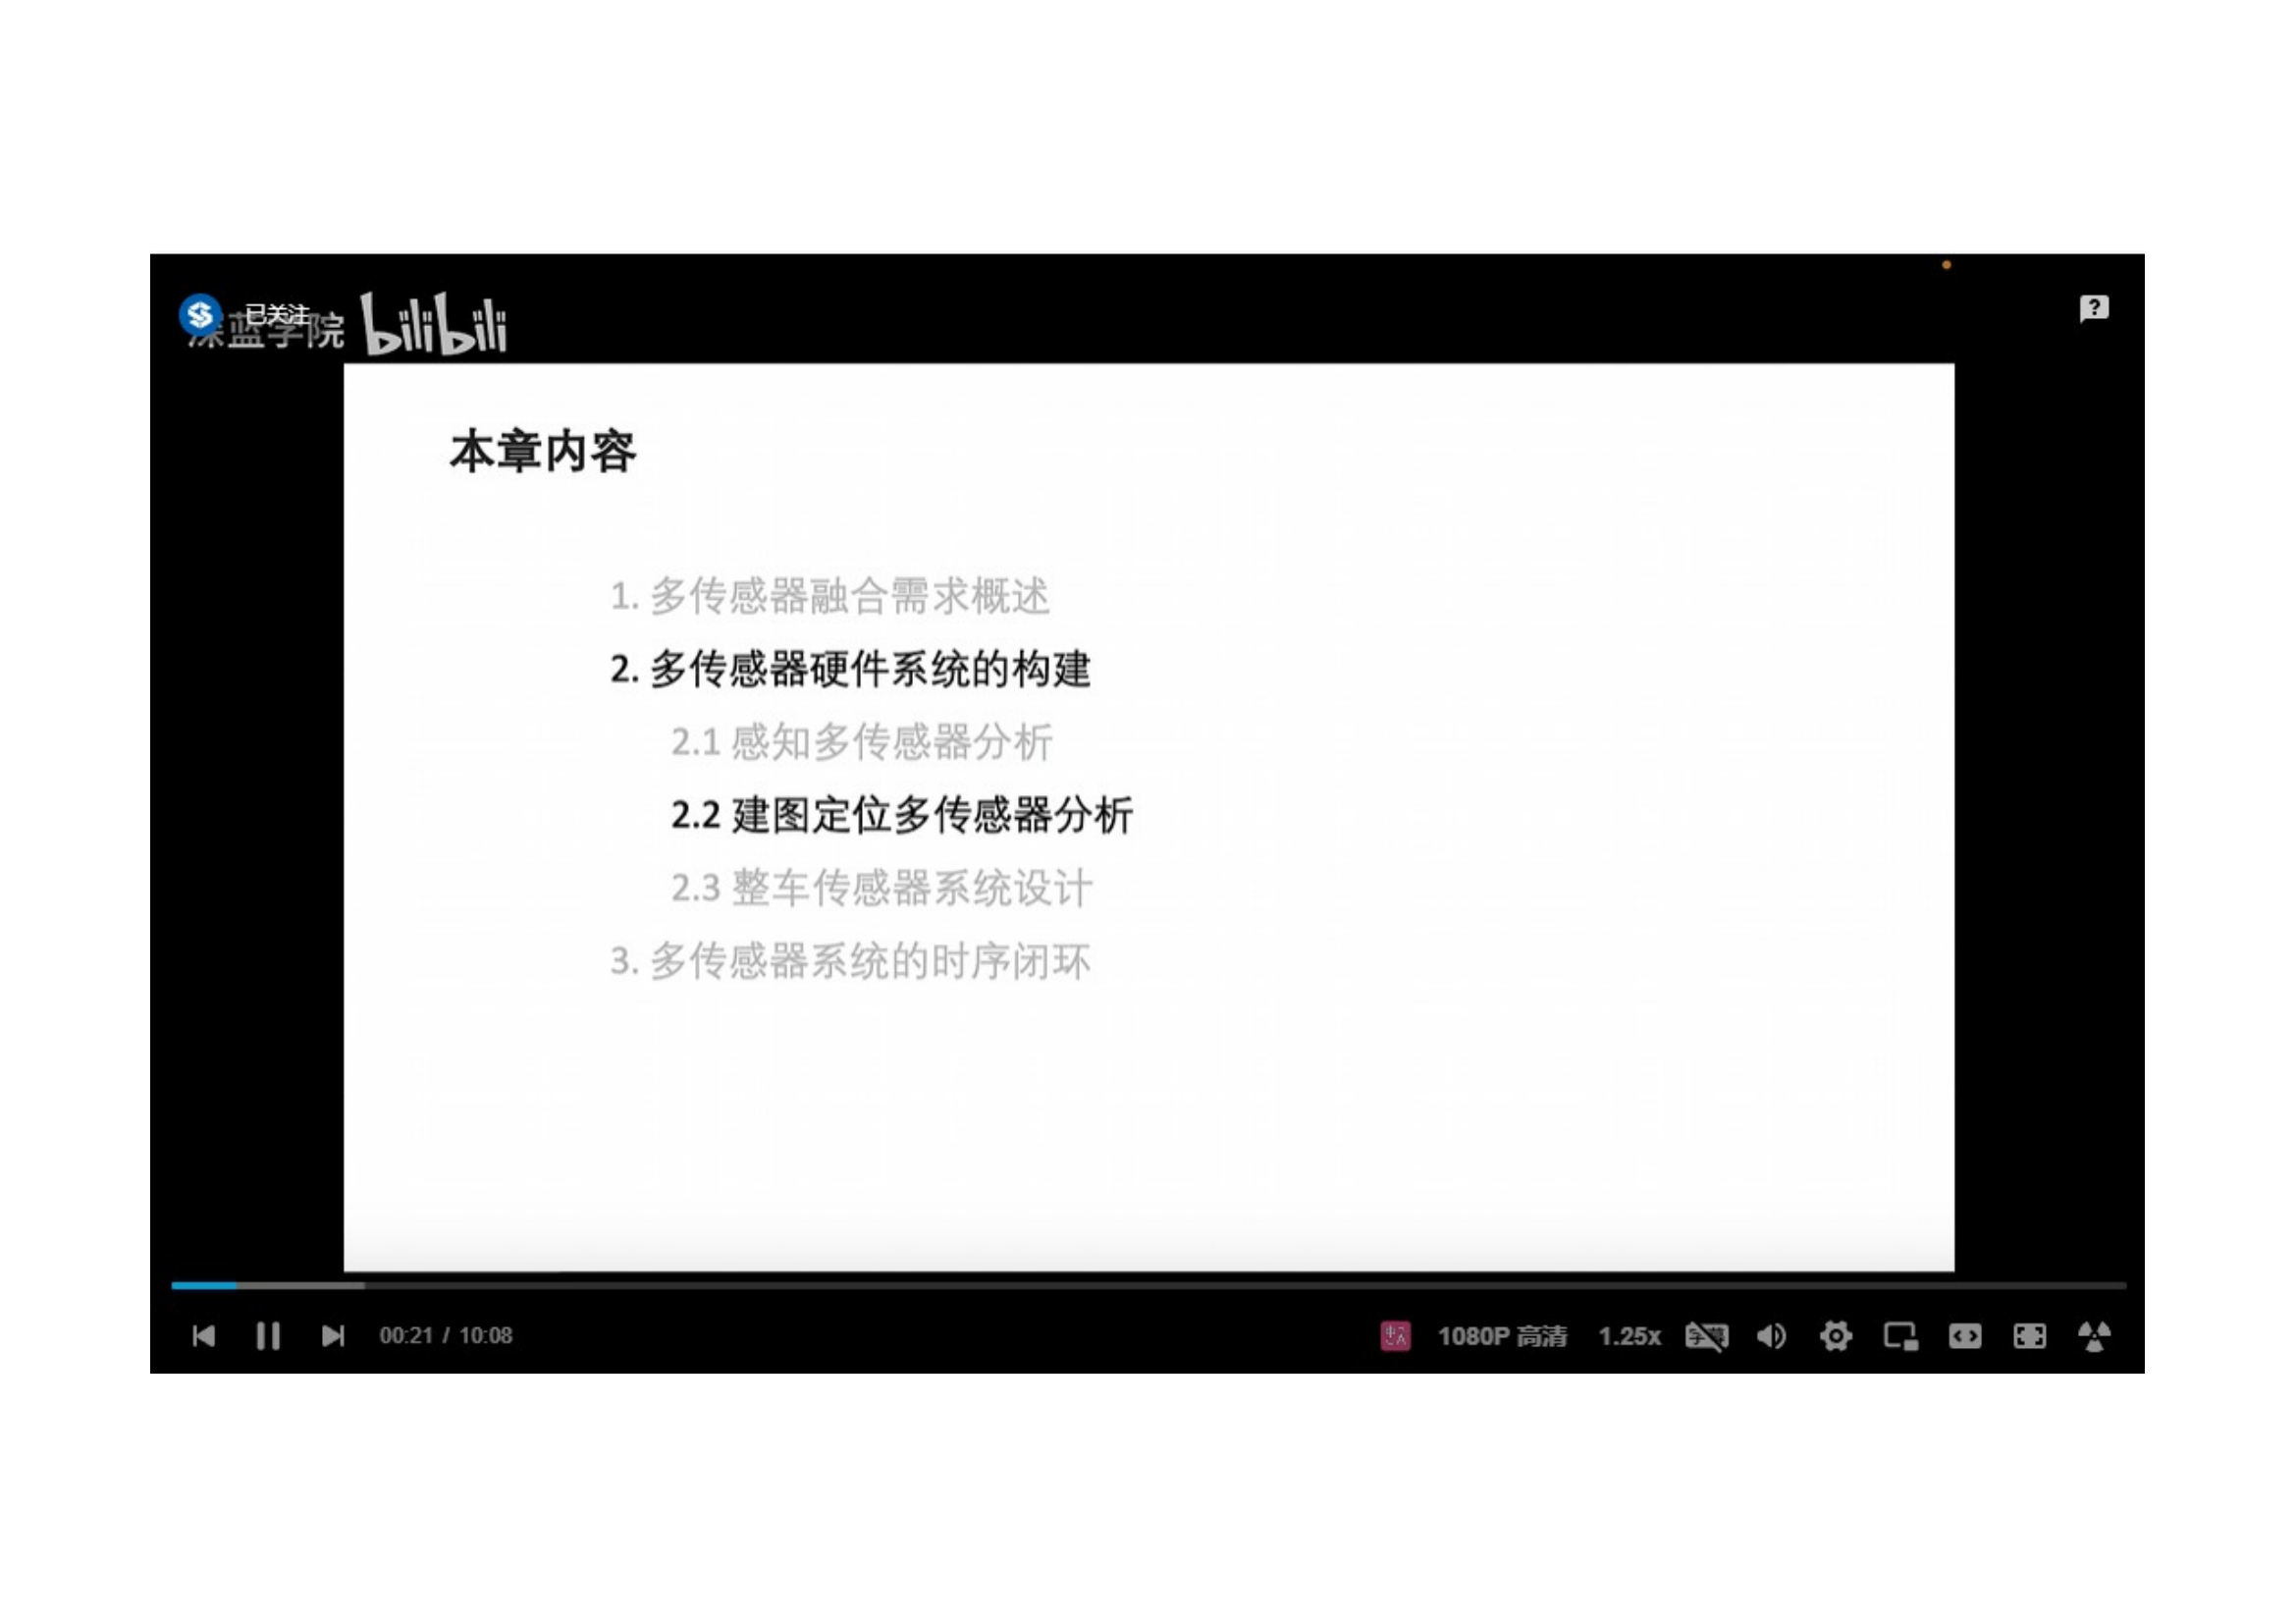 已关注
深蓝学院 bilibili
本章内容
1. 多传感器融合需求概述
2. 多传感器硬件系统的构建
2.1 感知多传感器分析
2.2 建图定位多传感器分析
2.3 整车传感器系统设计
3. 多传感器系统的时序闭环
00:21 / 10:08 1080P 高清 1.25x